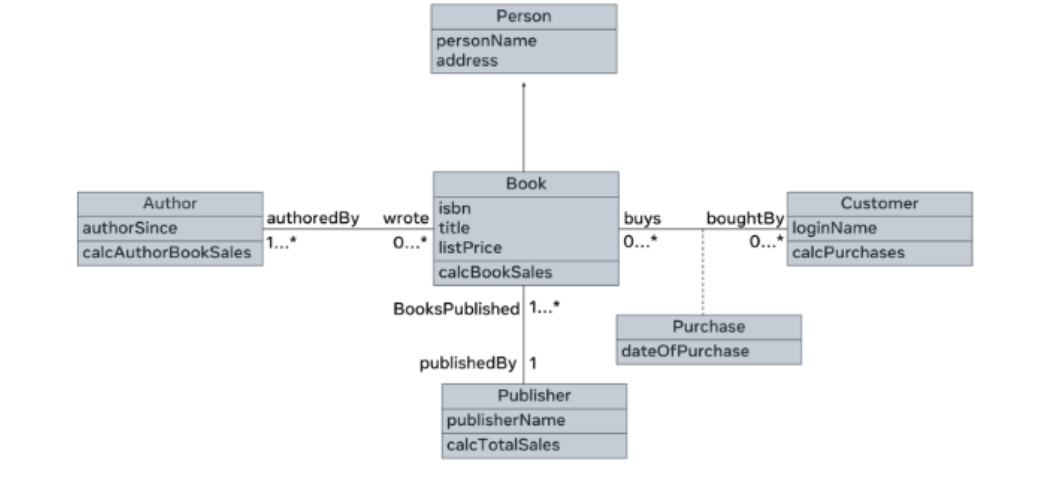 Person
personName
address
Book
isbn
title
listPrice
calcBookSales
Author
authorSince
calcAuthorBookSales
authoredBy wrote
1...* 0...*
buys boughtBy
0...* 0...*
Customer
loginName
calcPurchases
Purchase
dateOfPurchase
BooksPublished 1...*
publishedBy 1
Publisher
publisherName
calcTotalSales